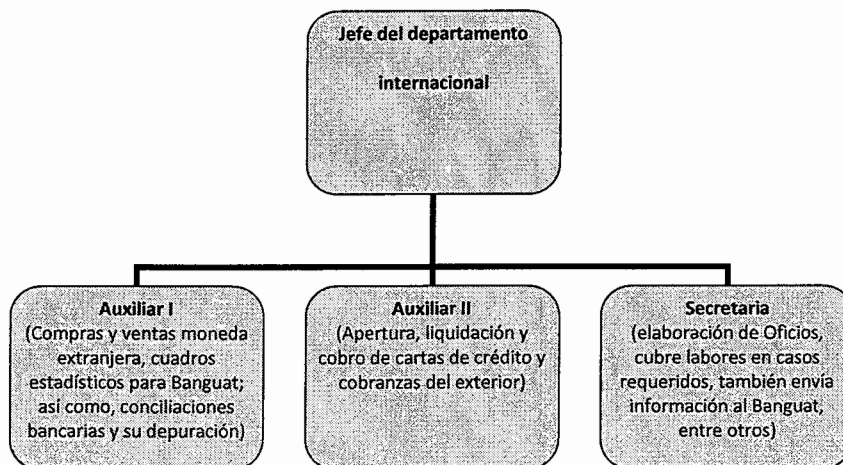 Jefe del departamento
internacional
Auxiliar I
(Compras y ventas moneda
extranjera, cuadros
estadísticos para Banguat;
así como, conciliaciones
bancarias y su depuración)
Auxiliar II
(Apertura, liquidación y
cobro de cartas de crédito y
cobranzas del exterior)
Secretaria
(elaboración de Oficios,
cubre labores en casos
requeridos, también envía
información al Banguat,
entre otros)